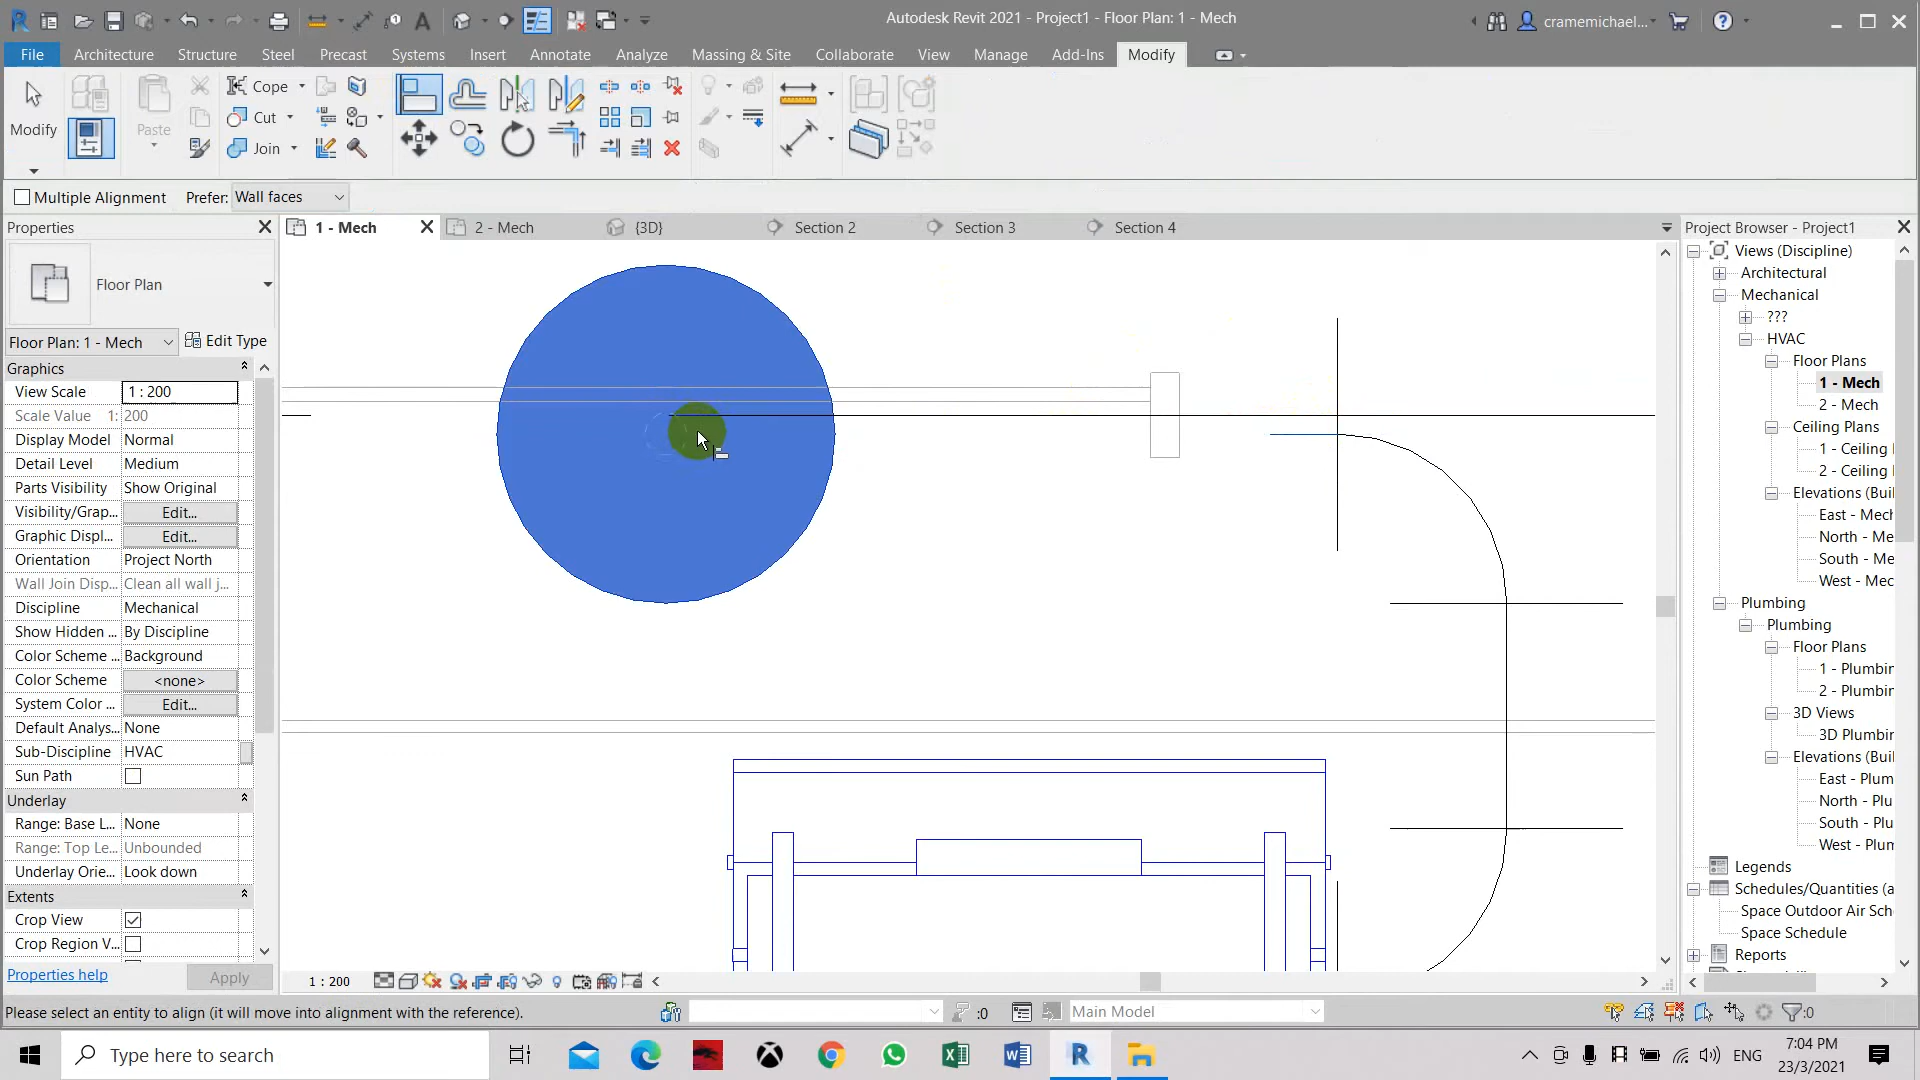 Autodesk Revit 2021 - Project1 - Floor Plan: 1 - Mech
cramemichael...
File Architecture Structure Steel Precast Systems Insert Annotate Analyze Massing & Site Collaborate View Manage Add-Ins Modify
Modify
Paste
Cope
Cut
Join
Multiple Alignment Prefer: Wall faces
Properties
1 - Mech
2 - Mech
{3D}
Section 2
Section 3
Section 4
Project Browser - Project1
Floor Plan
Floor Plan: 1 - Mech
Edit Type
Graphics
View Scale 1 : 200
Scale Value 1: 200
Display Model Normal
Detail Level Medium
Parts Visibility Show Original
Visibility/Grap... Edit...
Graphic Displ... Edit...
Orientation Project North
Wall Join Disp... Clean all wall j...
Discipline Mechanical
Show Hidden ... By Discipline
Color Scheme ... Background
Color Scheme <none>
System Color ... Edit...
Default Analys... None
Sub-Discipline HVAC
Sun Path
Underlay
Range: Base L... None
Range: Top Le... Unbounded
Underlay Orie... Look down
Extents
Crop View
Crop Region V...
Properties help
Apply
Views (Discipline)
Architectural
Mechanical
???
HVAC
Floor Plans
1 - Mech
2 - Mech
Ceiling Plans
1 - Ceiling
2 - Ceiling
Elevations (Buil
East - Mech
North - Me
South - Me
West - Mec
Plumbing
Plumbing
Floor Plans
1 - Plumbin
2 - Plumbin
3D Views
3D Plumbin
Elevations (Buil
East - Plum
North - Plu
South - Plu
West - Plum
Legends
Schedules/Quantities (a
Space Outdoor Air Sch
Space Schedule
Reports
1 : 200
Please select an entity to align (it will move into alignment with the reference).
:0
Main Model
:0
Type here to search
ENG
7:04 PM
23/3/2021